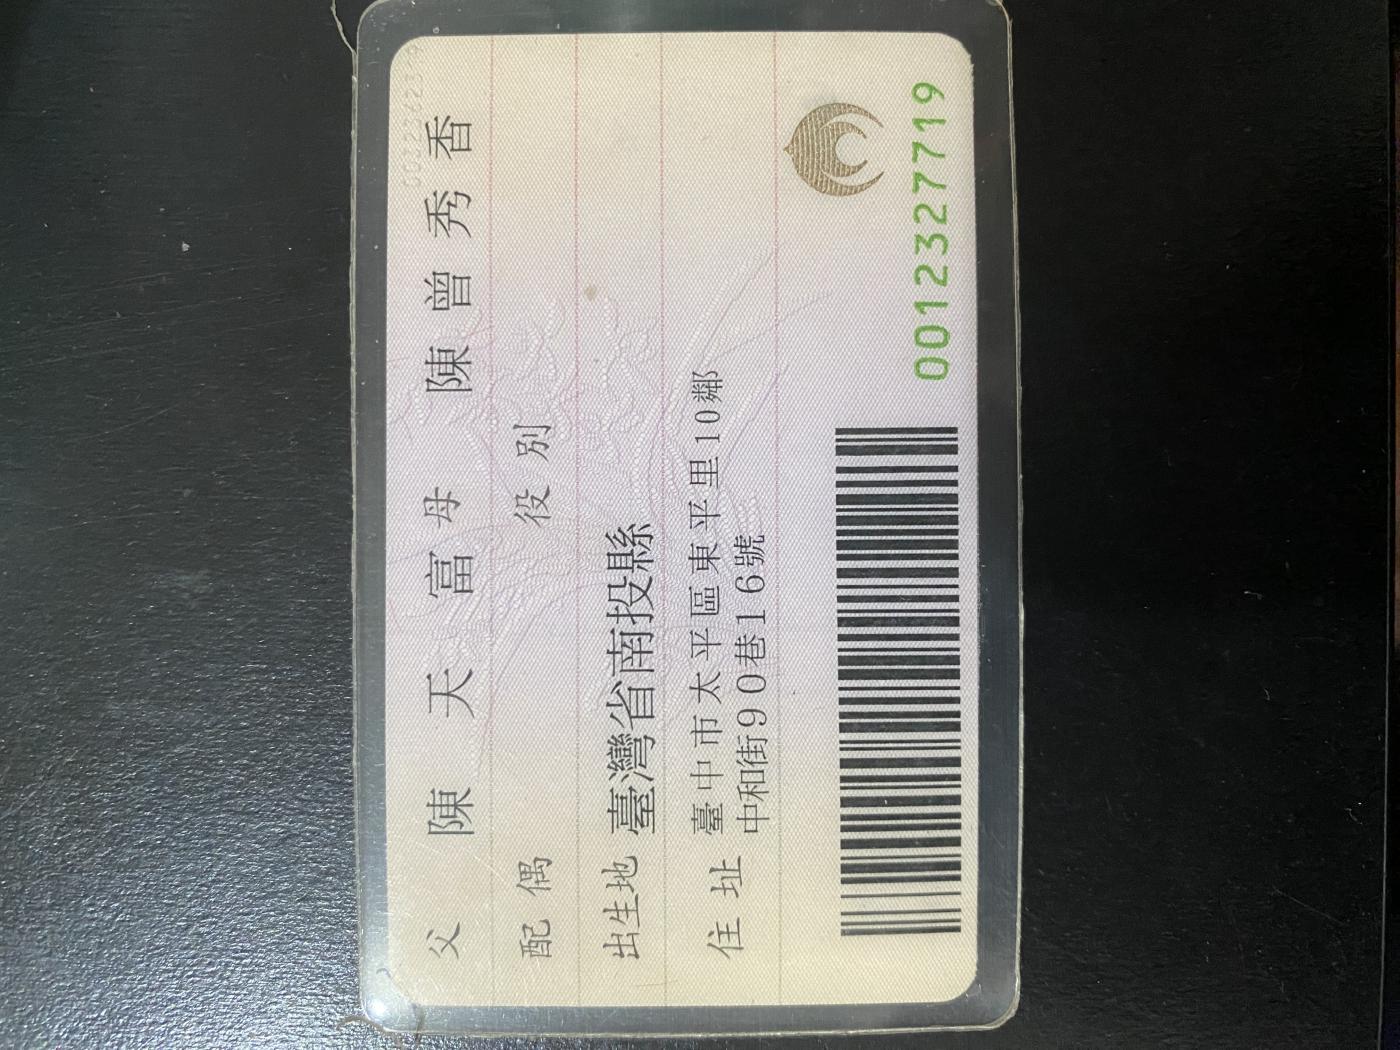 父 陳天富 母 陳曾秀香
配偶 役別
出生地 臺灣省南投縣
住址 臺中市太平區東平里10鄰
中和街90巷16號
0012327719